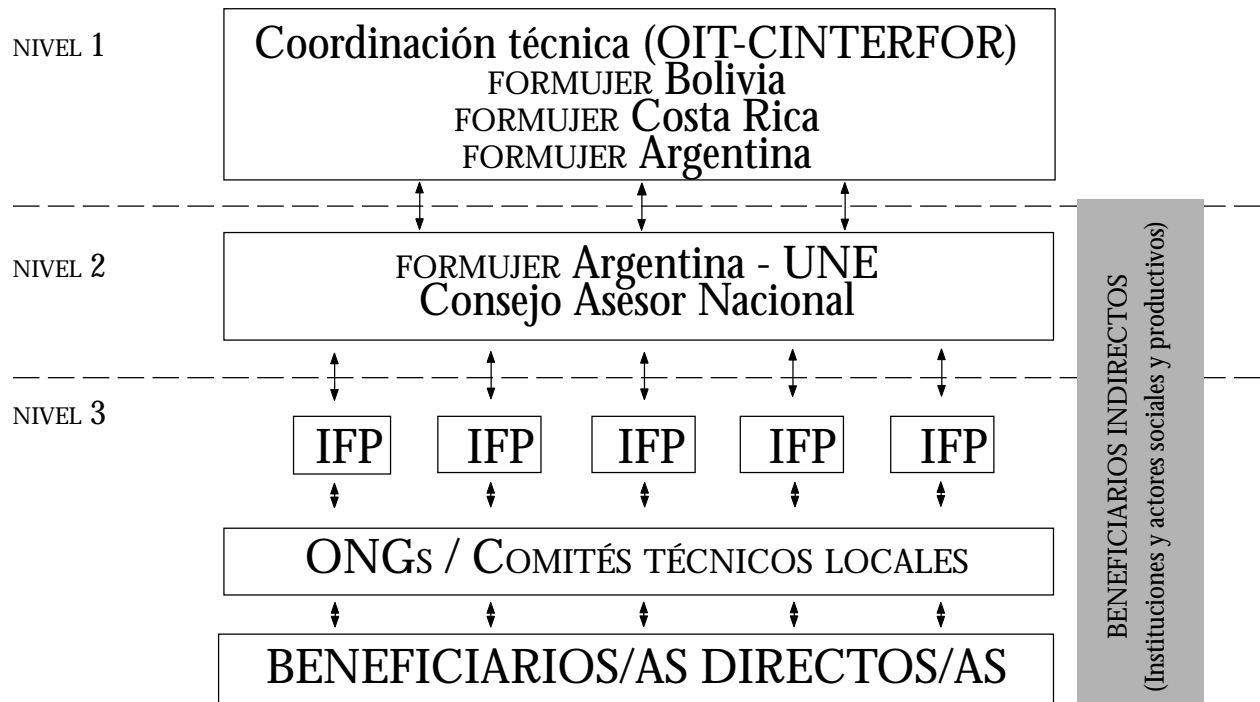 NIVEL 1
Coordinación técnica (OIT-CINTERFOR)
FORMUJER Bolivia
FORMUJER Costa Rica
FORMUJER Argentina
NIVEL 2
FORMUJER Argentina - UNE
Consejo Asesor Nacional
NIVEL 3
IFP IFP IFP IFP IFP
ONGS / COMITÉS TÉCNICOS LOCALES
BENEFICIARIOS/AS DIRECTOS/AS
BENEFICIARIOS INDIRECTOS
(Instituciones y actores sociales y productivos)